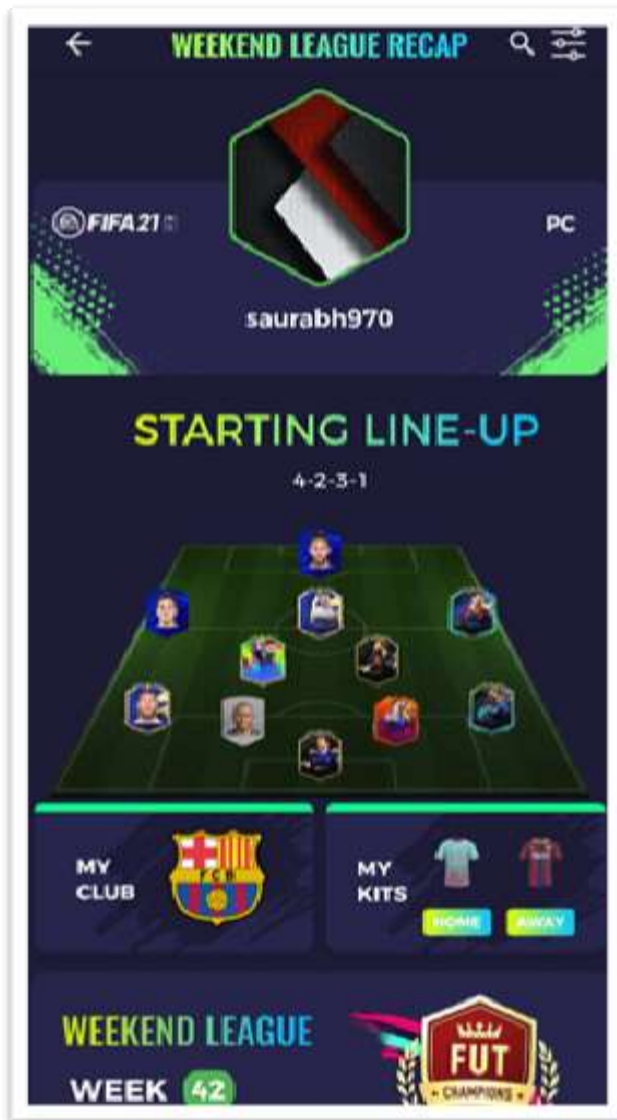 WEEKEND LEAGUE RECAP
FIFA 21
PC
saurabh970
STARTING LINE-UP
4-2-3-1
MY
CLUB
FCB
MY
KITS
HOME
AWAY
WEEKEND LEAGUE
WEEK 42
FUT
CHAMPIONS